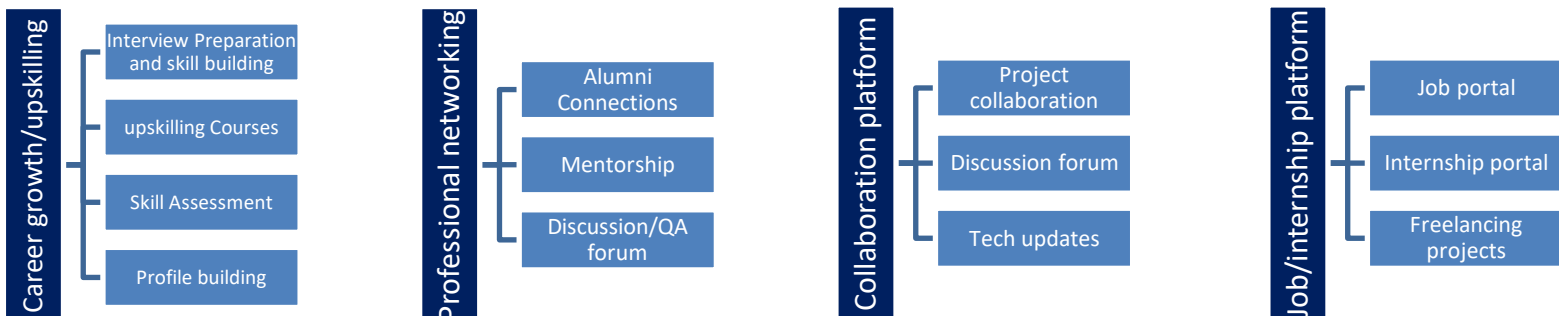 Career growth/upskilling
Interview Preparation
and skill building
upskilling Courses
Skill Assessment
Profile building
Professional networking
Alumni
Connections
Mentorship
Discussion/QA
forum
Collaboration platform
Project
collaboration
Discussion forum
Tech updates
Job/internship platform
Job portal
Internship portal
Freelancing
projects